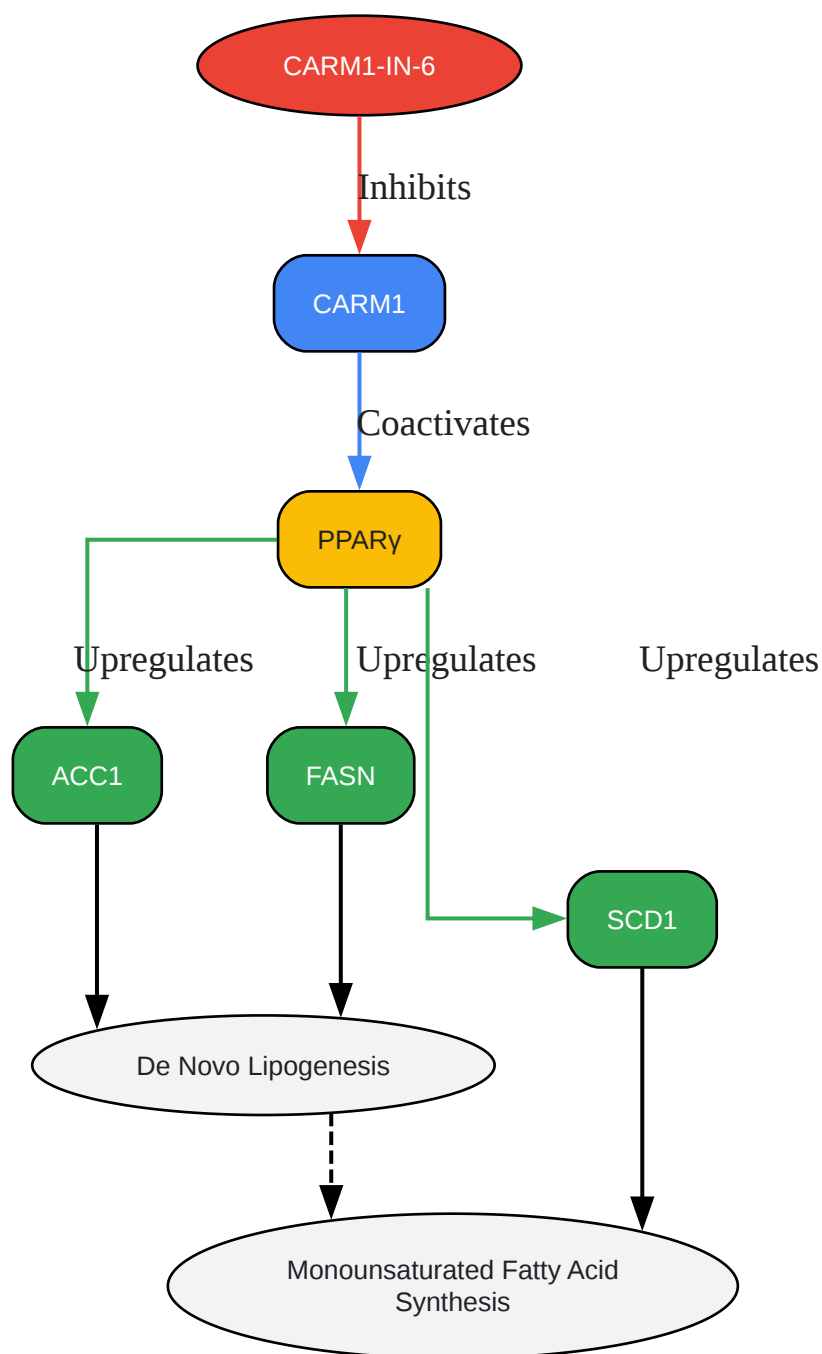 CARM1-IN-6
Inhibits
CARM1
Coactivates
PPARγ
Upregulates
Upregulates
Upregulates
ACC1
FASN
SCD1
De Novo Lipogenesis
Monounsaturated Fatty Acid
Synthesis